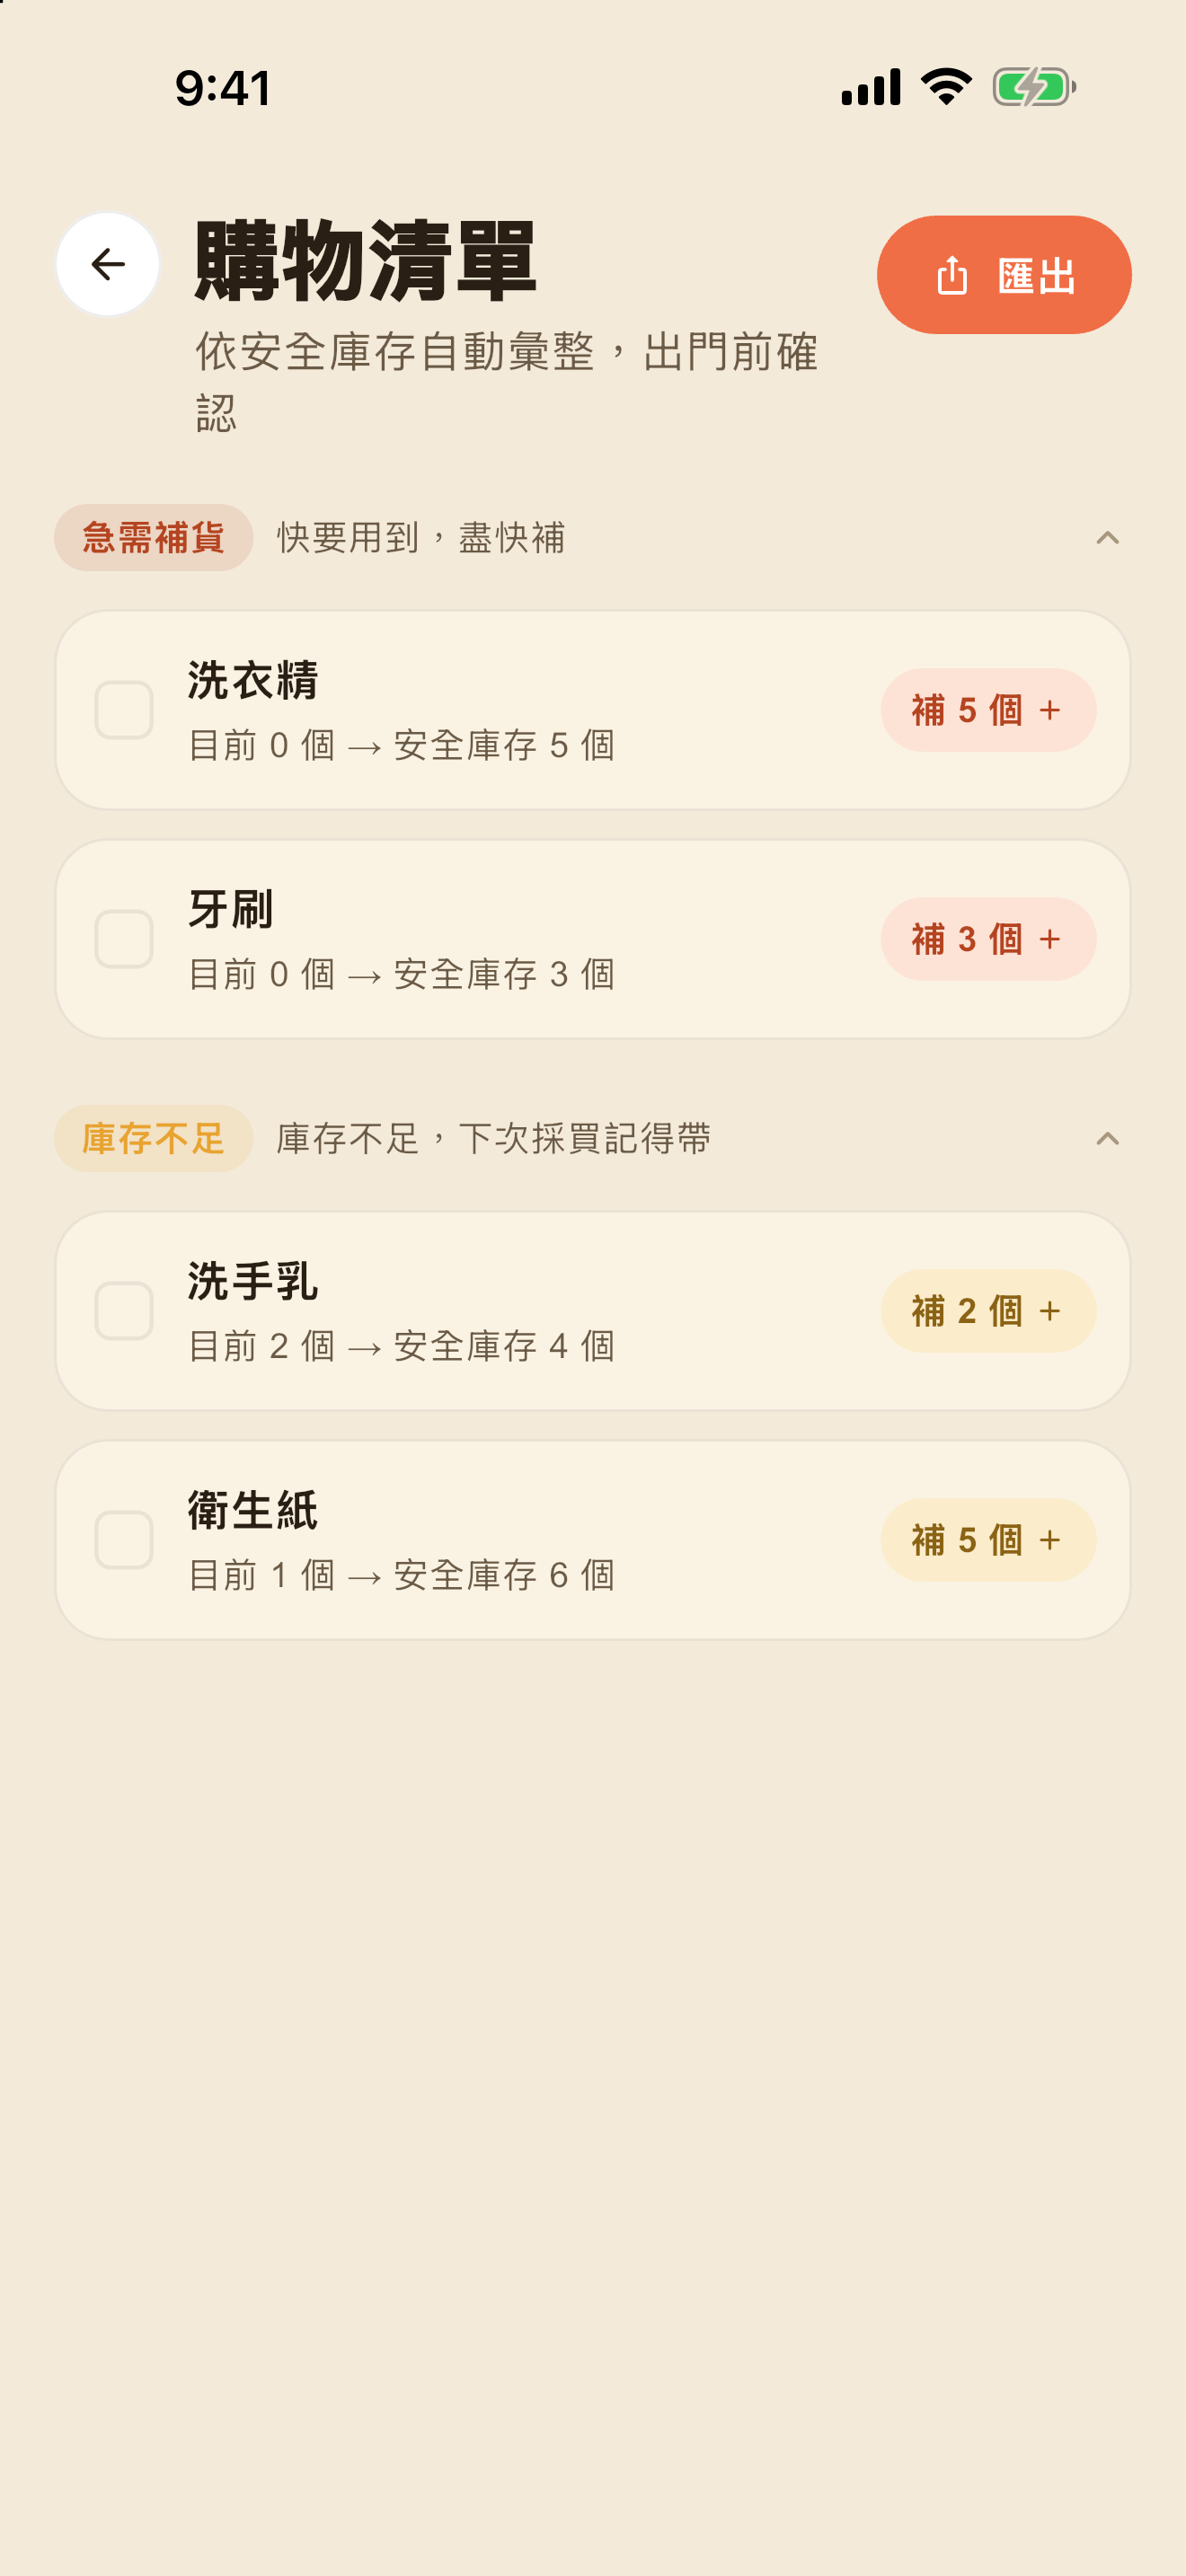 9:41
購物清單
匯出
依安全庫存自動彙整，出門前確
認
急需補貨
快要用到，盡快補
洗衣精
目前 0 個 → 安全庫存 5 個
補 5 個 +
牙刷
目前 0 個 → 安全庫存 3 個
補 3 個 +
庫存不足
庫存不足，下次採買記得帶
洗手乳
目前 2 個 → 安全庫存 4 個
補 2 個 +
衛生紙
目前 1 個 → 安全庫存 6 個
補 5 個 +